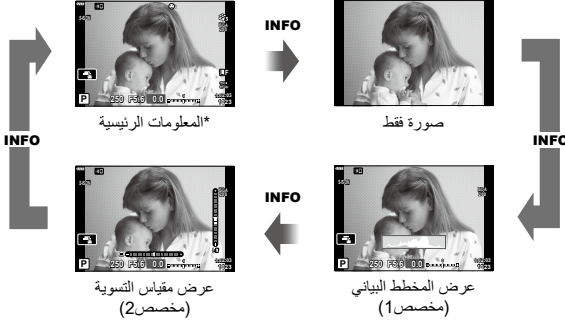 INFO
*المعلومات الرئيسية
صورة فقط
INFO
INFO
P 250 F5.6 0.0
INFO
عرض مقياس التسوية
(مخصص2)
عرض المخطط البياني
(مخصص1)
P 250 F5.6 0.0
P 250 F5.6 0.0